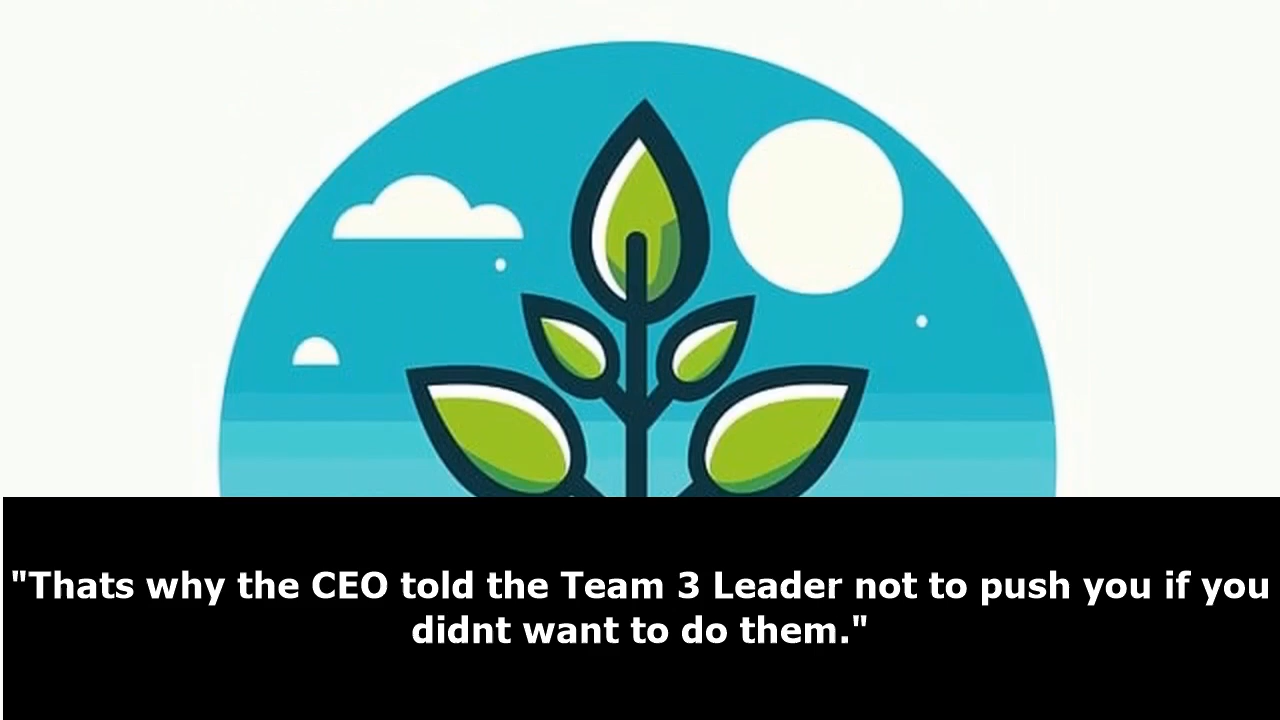 "Thats why the CEO told the Team 3 Leader not to push you if you
didnt want to do them."